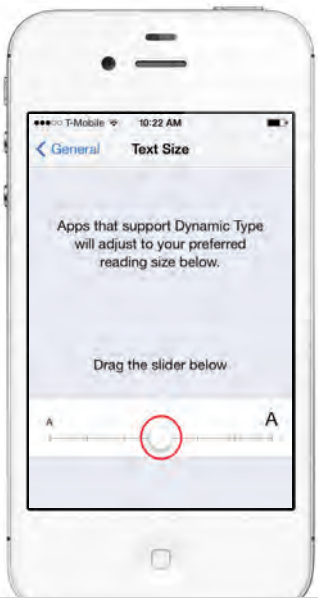 T-Mobile 10:22 AM
General Text Size
Apps that support Dynamic Type
will adjust to your preferred
reading size below.
Drag the slider below
A A